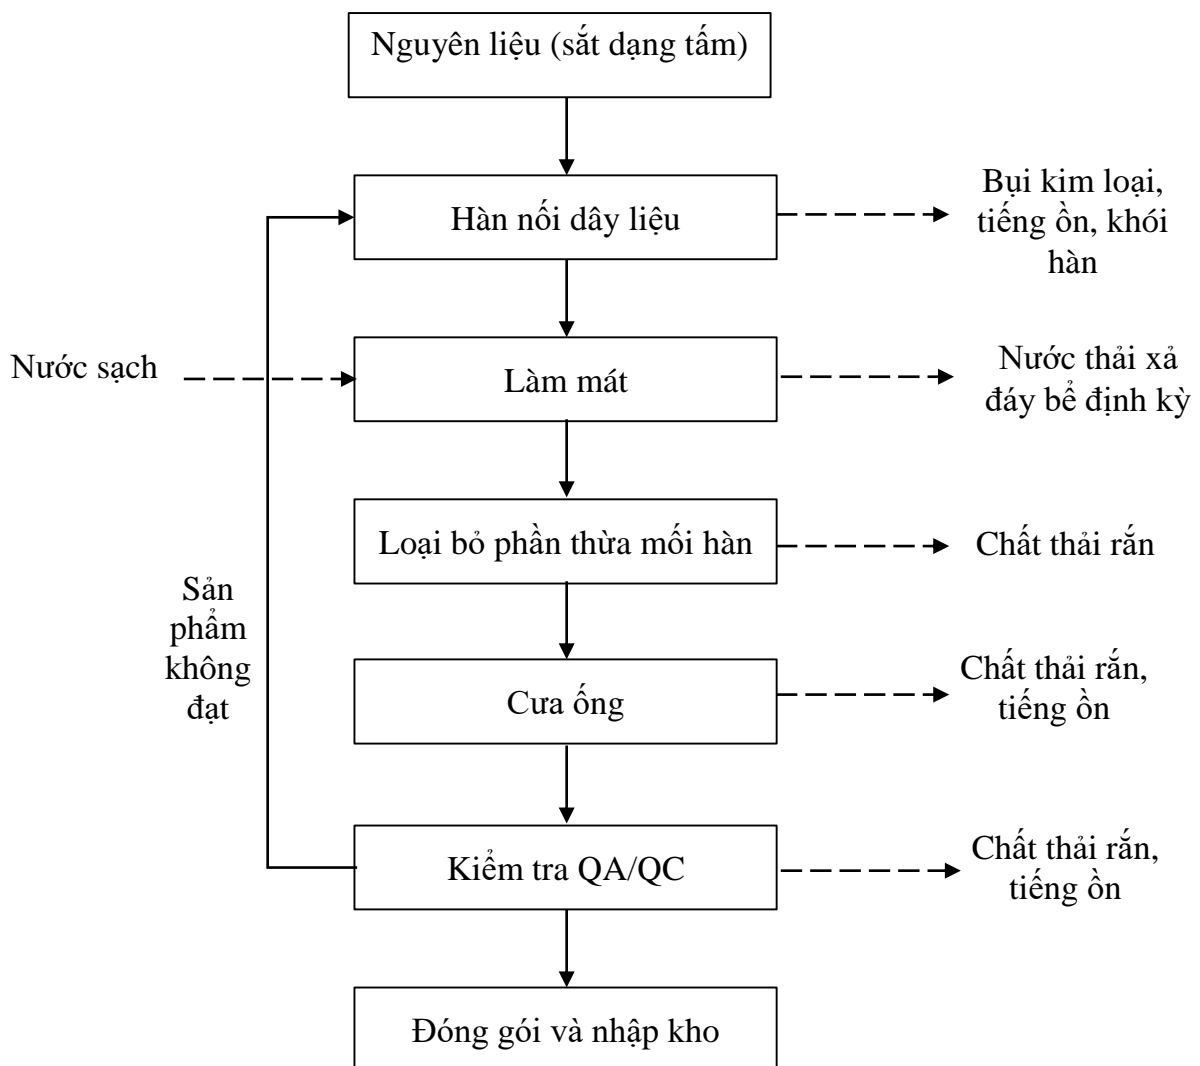 Nguyên liệu (sắt dạng tấm)
Hàn nối dây liệu
Bụi kim loại,
tiếng ồn, khói
hàn
Nước sạch
Làm mát
Nước thải xả
đáy bể định kỳ
Loại bỏ phần thừa mối hàn
Chất thải rắn
Sản
phẩm
không
đạt
Cưa ống
Chất thải rắn,
tiếng ồn
Kiểm tra QA/QC
Chất thải rắn,
tiếng ồn
Đóng gói và nhập kho